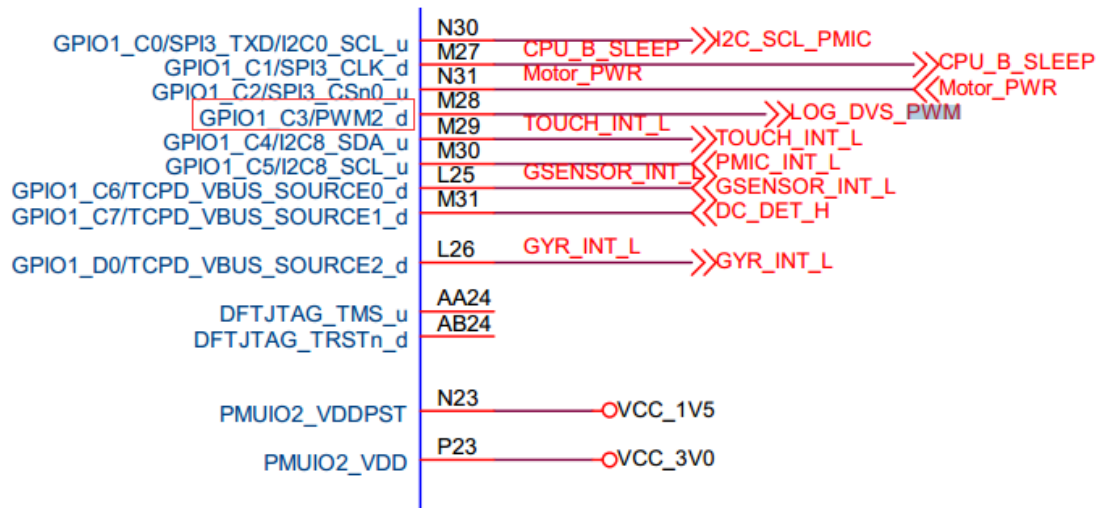 GPIO1_C0/SPI3_TXD/I2C0_SCL_u N30 I2C_SCL_PMIC
GPIO1_C1/SPI3_CLK_d M27 CPU_B_SLEEP CPU_B_SLEEP
GPIO1_C2/SPI3_CSn0_u N31 Motor_PWR Motor_PWR
GPIO1_C3/PWM2_d M28 LOG_DVS_PWM
GPIO1_C4/I2C8_SDA_u M29 TOUCH_INT_L TOUCH_INT_L
GPIO1_C5/I2C8_SCL_u M30 PMIC_INT_L
GPIO1_C6/TCPD_VBUS_SOURCE0_d L25 GSENSOR_INT_L GSENSOR_INT_L
GPIO1_C7/TCPD_VBUS_SOURCE1_d M31 DC_DET_H
GPIO1_D0/TCPD_VBUS_SOURCE2_d L26 GYR_INT_L GYR_INT_L
DFTJTAG_TMS_u AA24
DFTJTAG_TRSTn_d AB24
PMUIO2_VDDPST N23 VCC_1V5
PMUIO2_VDD P23 VCC_3V0